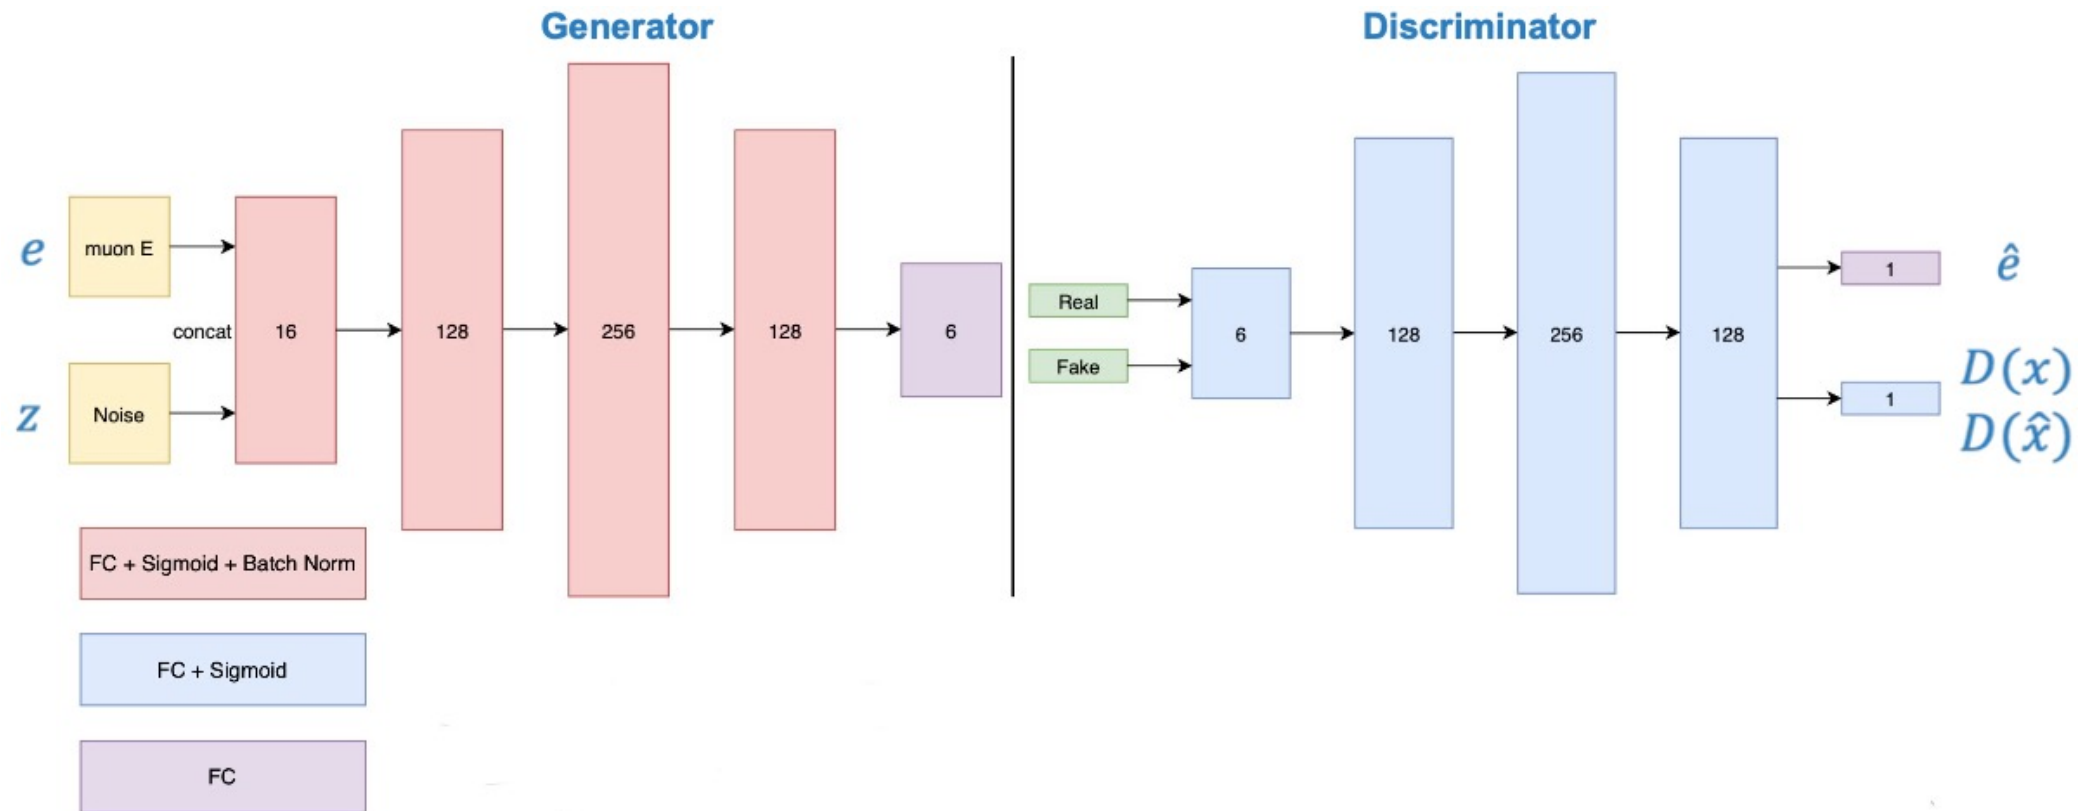 Generator
e
muon E
concat
z
Noise
16
128
256
128
6
FC + Sigmoid + Batch Norm
FC + Sigmoid
FC
Discriminator
Real
Fake
6
128
256
128
1
ê
1
D(x)
D(x̂)